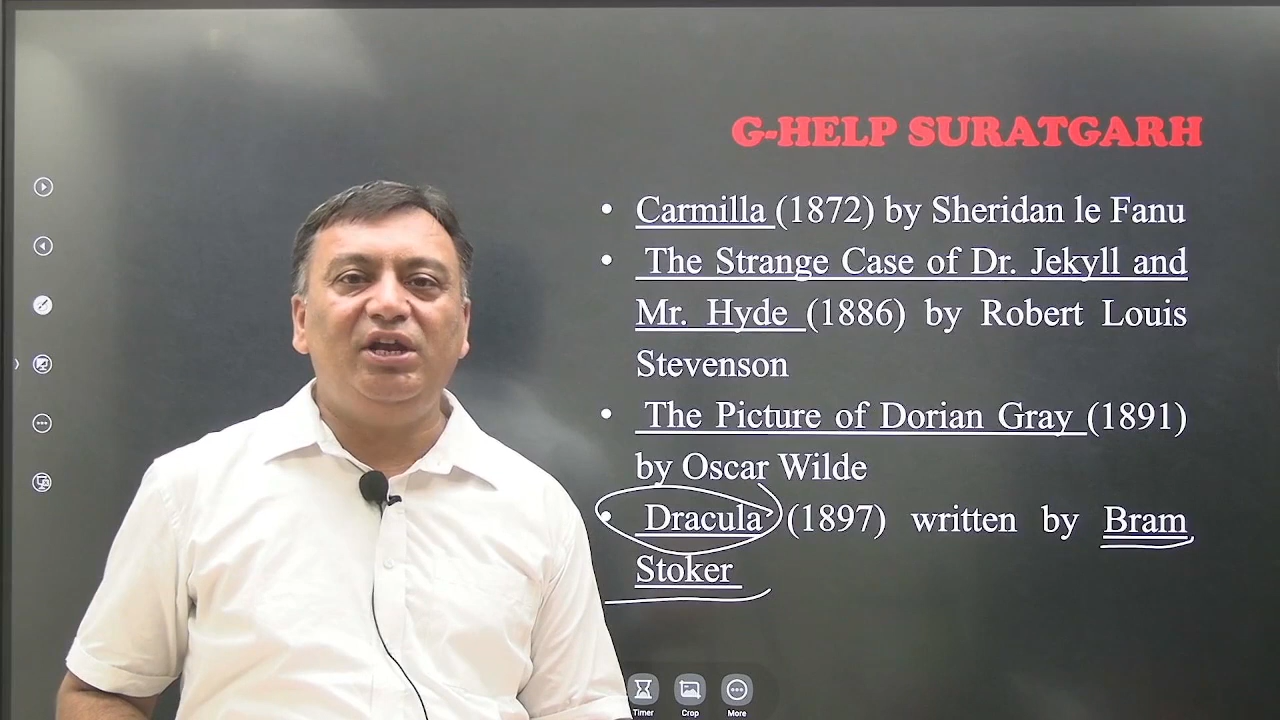 G-HELP SURATGARH
• Carmilla (1872) by Sheridan le Fanu
• The Strange Case of Dr. Jekyll and
Mr. Hyde (1886) by Robert Louis
Stevenson
• The Picture of Dorian Gray (1891)
by Oscar Wilde
• Dracula (1897) written by Bram
Stoker
Timer Crop More